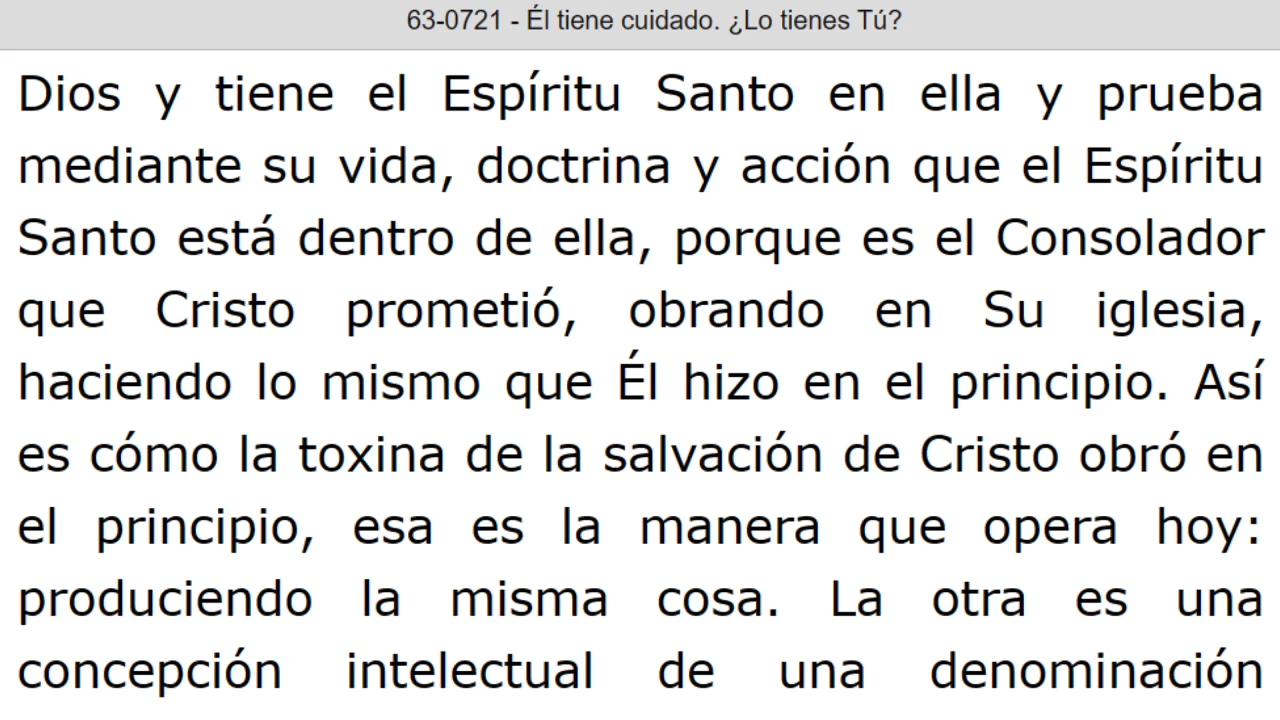 63-0721 - Él tiene cuidado. ¿Lo tienes Tú?
Dios y tiene el Espíritu Santo en ella y prueba
mediante su vida, doctrina y acción que el Espíritu
Santo está dentro de ella, porque es el Consolador
que Cristo prometió, obrando en Su iglesia,
haciendo lo mismo que Él hizo en el principio. Así
es cómo la toxina de la salvación de Cristo obró en
el principio, esa es la manera que opera hoy:
produciendo la misma cosa. La otra es una
concepción intelectual de una denominación